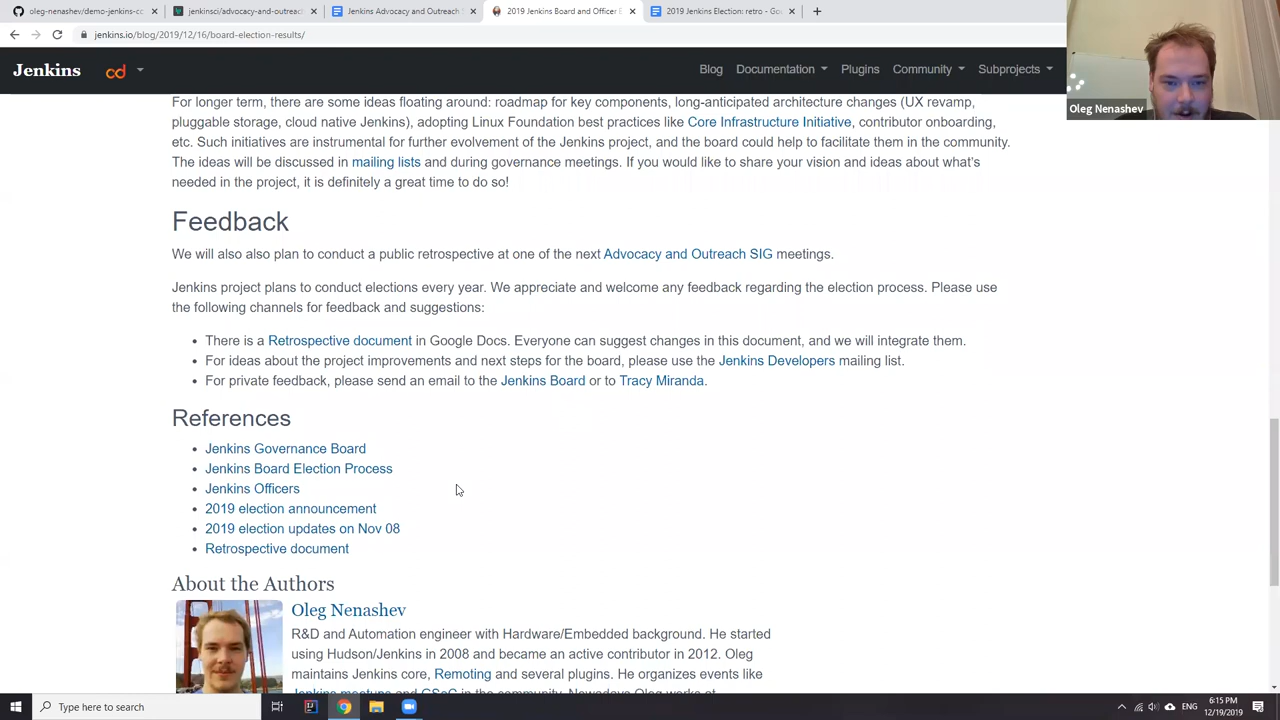 oleg-nenashev/demo-jenkins-cc
jenkinsci/advocacy-and-outreac
Jenkins Advocacy and Outreach S
2019 Jenkins Board and Officer E
2019 Jenkins Election: retro - Go
jenkins.io/blog/2019/12/16/board-election-results/
Jenkins
cd
Blog
Documentation
Plugins
Community
Subprojects
Oleg Nenashev
For longer term, there are some ideas floating around: roadmap for key components, long-anticipated architecture changes (UX revamp,
pluggable storage, cloud native Jenkins), adopting Linux Foundation best practices like Core Infrastructure Initiative, contributor onboarding,
etc. Such initiatives are instrumental for further evolvement of the Jenkins project, and the board could help to facilitate them in the community.
The ideas will be discussed in mailing lists and during governance meetings. If you would like to share your vision and ideas about what's
needed in the project, it is definitely a great time to do so!
Feedback
We will also also plan to conduct a public retrospective at one of the next Advocacy and Outreach SIG meetings.
Jenkins project plans to conduct elections every year. We appreciate and welcome any feedback regarding the election process. Please use
the following channels for feedback and suggestions:
• There is a Retrospective document in Google Docs. Everyone can suggest changes in this document, and we will integrate them.
• For ideas about the project improvements and next steps for the board, please use the Jenkins Developers mailing list.
• For private feedback, please send an email to the Jenkins Board or to Tracy Miranda.
References
• Jenkins Governance Board
• Jenkins Board Election Process
• Jenkins Officers
• 2019 election announcement
• 2019 election updates on Nov 08
• Retrospective document
About the Authors
Oleg Nenashev
R&D and Automation engineer with Hardware/Embedded background. He started
using Hudson/Jenkins in 2008 and became an active contributor in 2012. Oleg
maintains Jenkins core, Remoting and several plugins. He organizes events like
Jenkins meetups and GSoC in the community. Nowadays Oleg works at
Type here to search
ENG
6:15 PM
12/19/2019